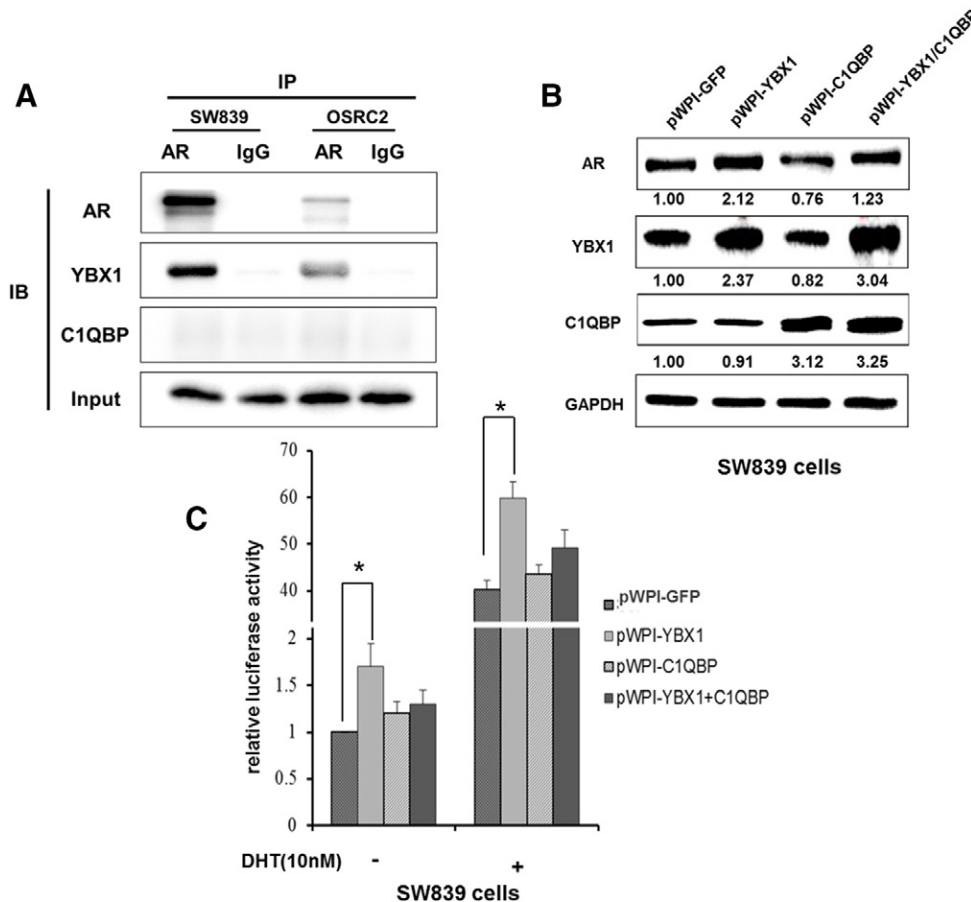 A
IP
SW839 OSRC2
AR IgG AR IgG
IB
AR
YBX1
C1QBP
Input
B
pWPI-GFP
pWPI-YBX1
pWPI-C1QBP
pWPI-YBX1/C1QBP
AR
1.00 2.12 0.76 1.23
YBX1
1.00 2.37 0.82 3.04
C1QBP
1.00 0.91 3.12 3.25
GAPDH
SW839 cells
C
relative luciferase activity
70
60
50
40
2
1.5
1
0.5
0
*
*
pWPI-GFP
pWPI-YBX1
pWPI-C1QBP
pWPI-YBX1+C1QBP
DHT(10nM) - +
SW839 cells